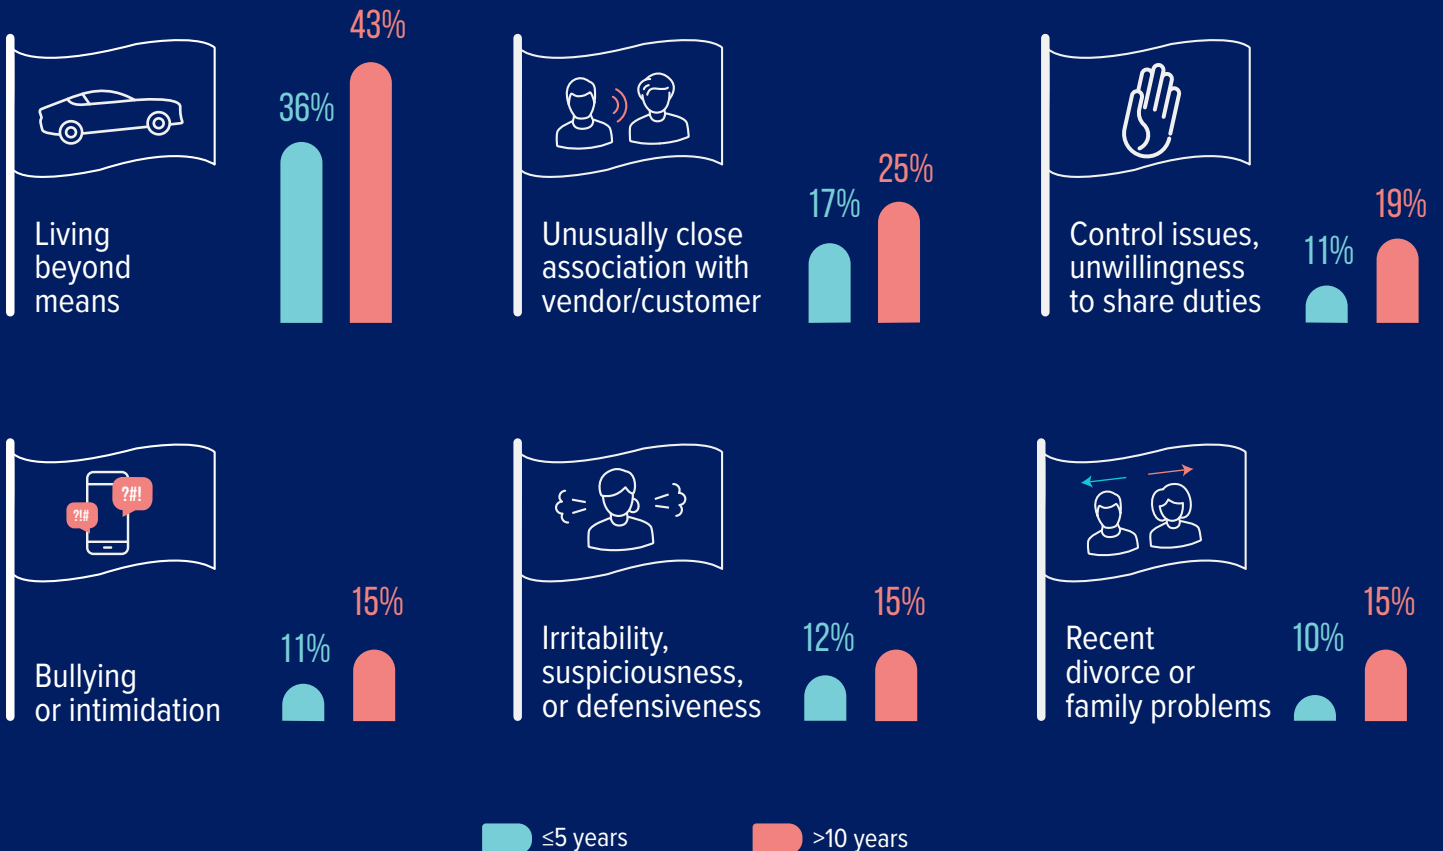 43%
36%
Living
beyond
means
25%
17%
Unusually close
association with
vendor/customer
19%
11%
Control issues,
unwillingness
to share duties
?#!
?!#
15%
11%
Bullying
or intimidation
15%
12%
Irritability,
suspiciousness,
or defensiveness
15%
10%
Recent
divorce or
family problems
≤5 years
>10 years